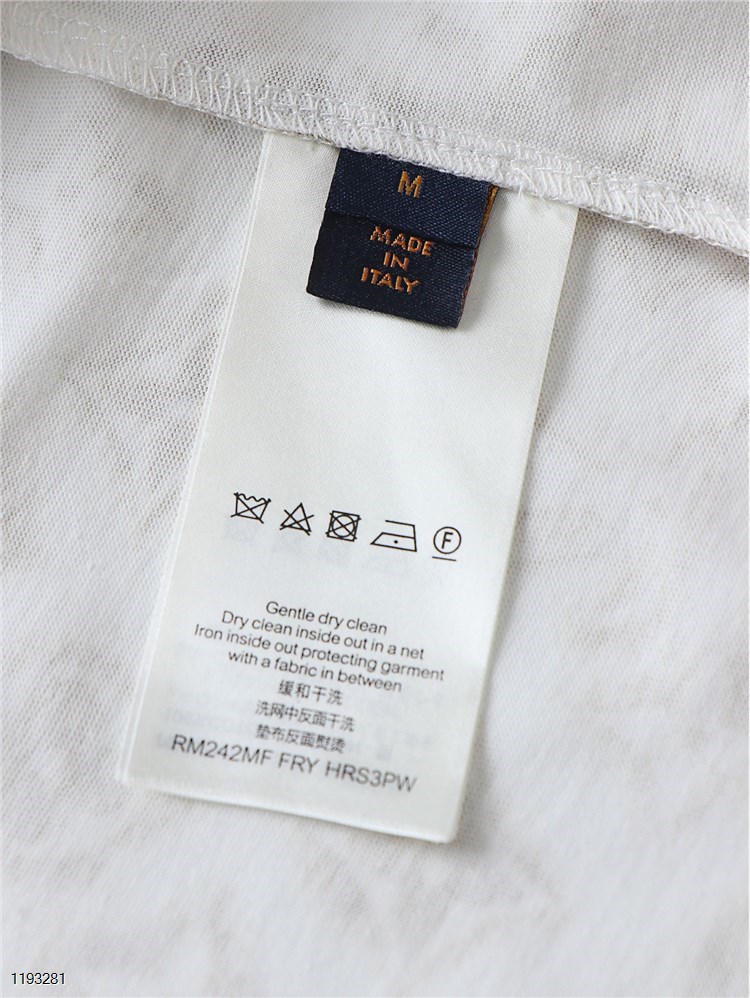 M
MADE
IN
ITALY
F
Gentle dry clean
Dry clean inside out in a net
Iron inside out protecting garment
with a fabric in between
缓和干洗
洗网中反面干洗
垫布反面熨烫
RM242MF FRY HRS3PW
1193281